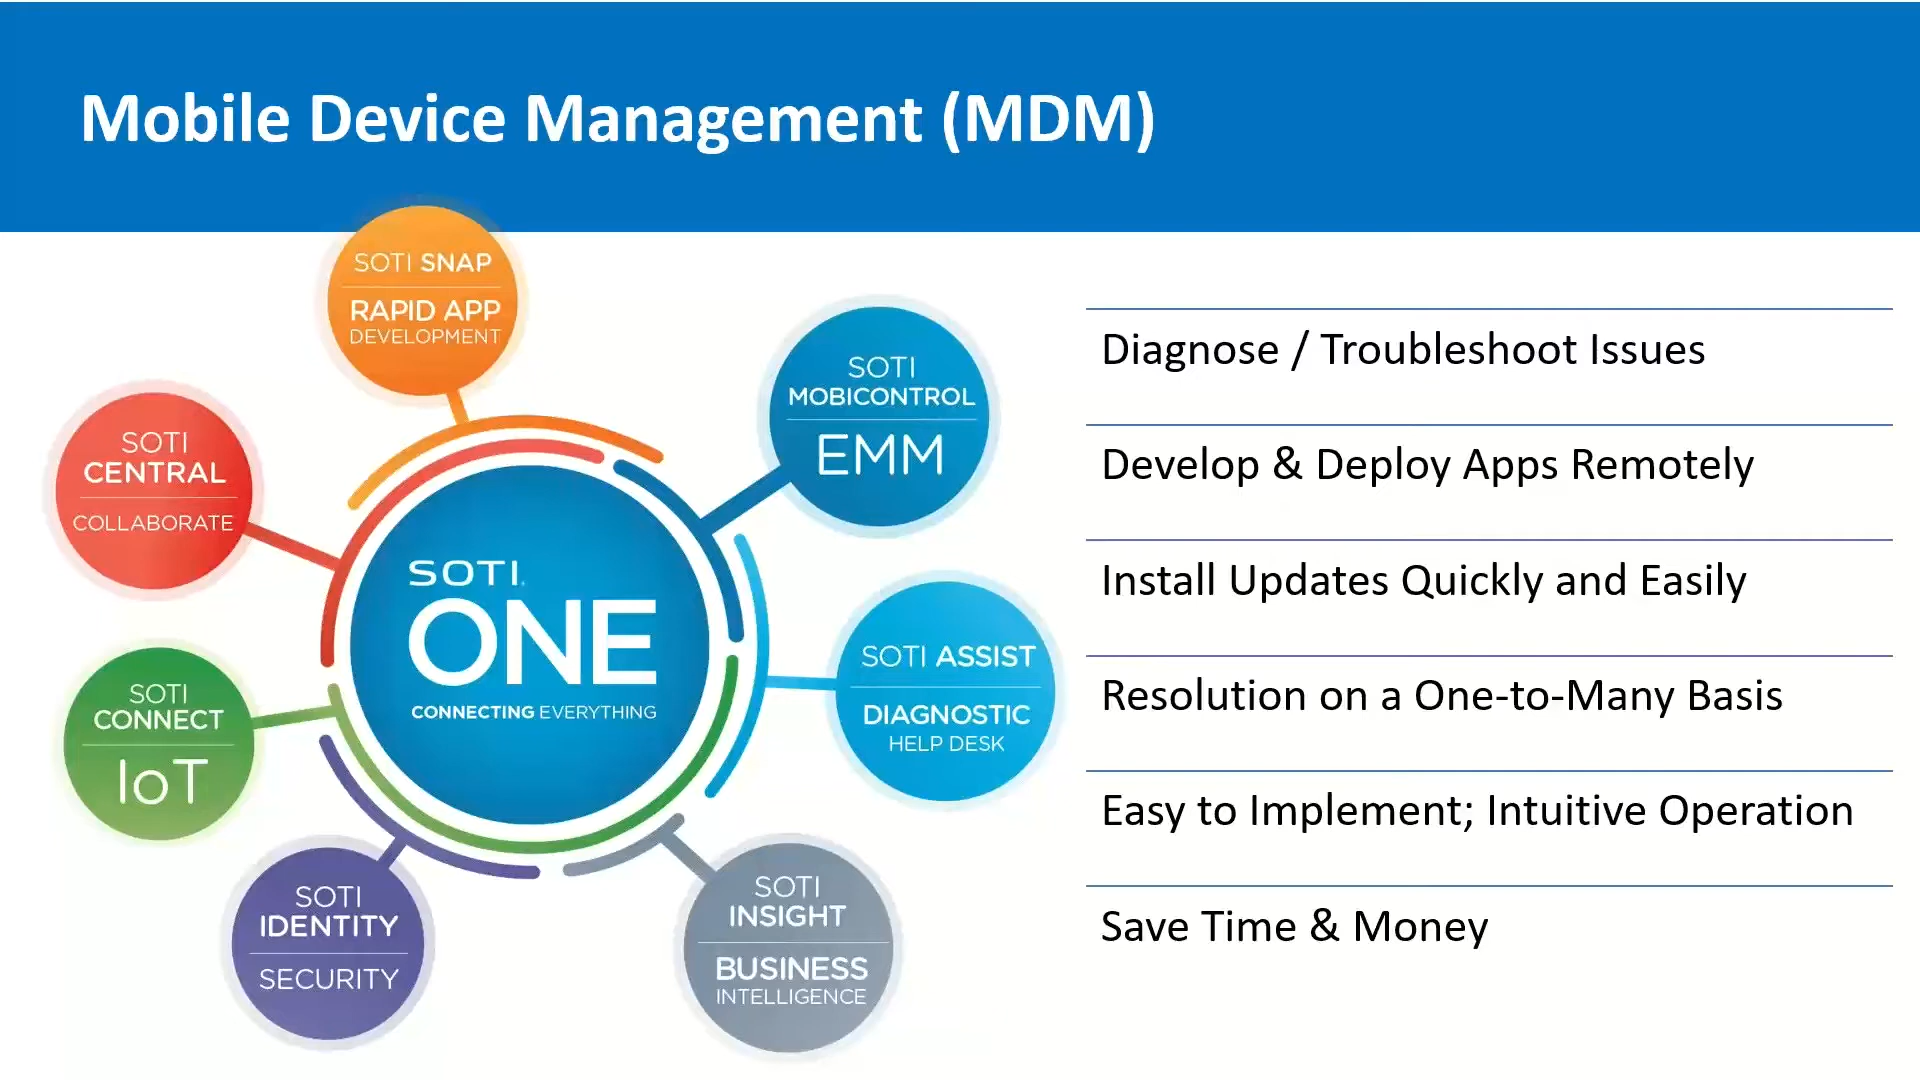 Mobile Device Management (MDM)
SOTI SNAP
RAPID APP
DEVELOPMENT
SOTI
MOBICONTROL
EMM
SOTI
CENTRAL
COLLABORATE
SOTI
ONE
CONNECTING EVERYTHING
SOTI ASSIST
DIAGNOSTIC
HELP DESK
SOTI
CONNECT
IoT
SOTI
IDENTITY
SECURITY
SOTI
INSIGHT
BUSINESS
INTELLIGENCE
Diagnose / Troubleshoot Issues
Develop & Deploy Apps Remotely
Install Updates Quickly and Easily
Resolution on a One-to-Many Basis
Easy to Implement; Intuitive Operation
Save Time & Money